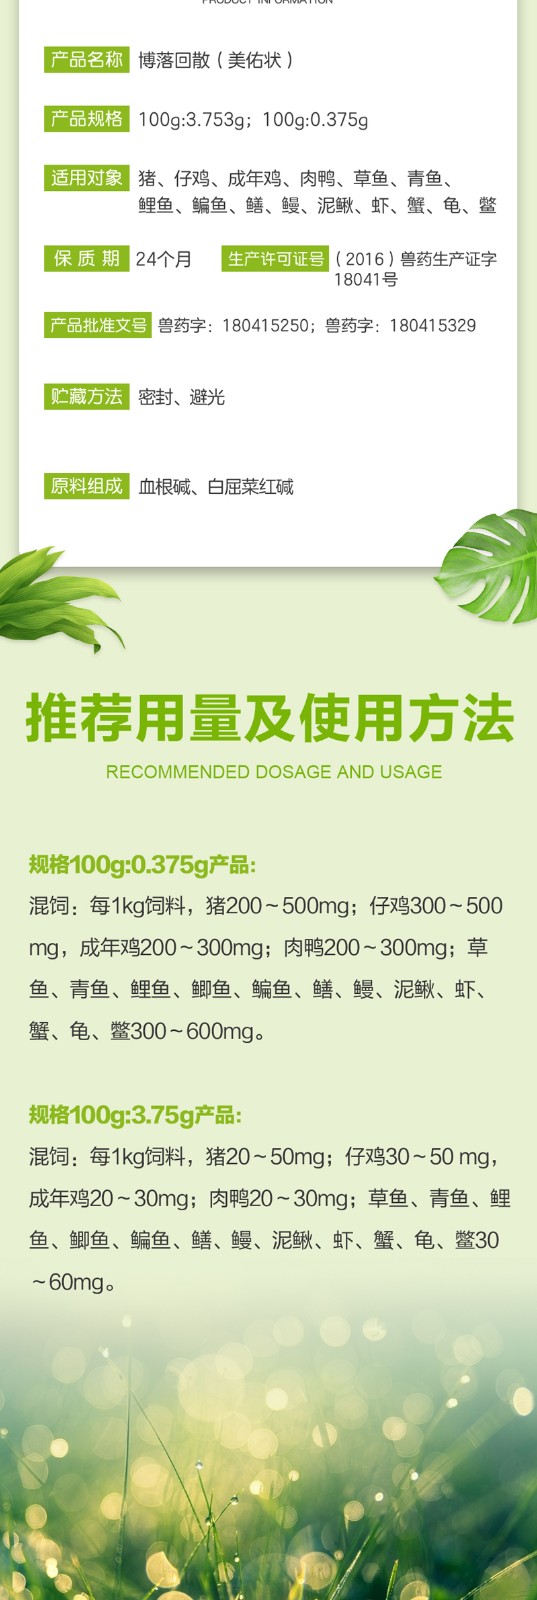 PRODUCT INFORMATION
产品名称 博落回散（美佑状）
产品规格 100g:3.753g；100g:0.375g
适用对象 猪、仔鸡、成年鸡、肉鸭、草鱼、青鱼、
鲤鱼、鳊鱼、鳝、鳗、泥鳅、虾、蟹、龟、鳖
保质期 24个月 生产许可证号 （2016）兽药生产证字
18041号
产品批准文号 兽药字：180415250；兽药字：180415329
贮藏方法 密封、避光
原料组成 血根碱、白屈菜红碱
推荐用量及使用方法
RECOMMENDED DOSAGE AND USAGE
规格100g:0.375g产品：
混饲：每1kg饲料，猪200～500mg；仔鸡300～500
mg，成年鸡200～300mg；肉鸭200～300mg；草
鱼、青鱼、鲤鱼、鲫鱼、鳊鱼、鳝、鳗、泥鳅、虾、
蟹、龟、鳖300～600mg。
规格100g:3.75g产品：
混饲：每1kg饲料，猪20～50mg；仔鸡30～50 mg，
成年鸡20～30mg；肉鸭20～30mg；草鱼、青鱼、鲤
鱼、鲫鱼、鳊鱼、鳝、鳗、泥鳅、虾、蟹、龟、鳖30
～60mg。